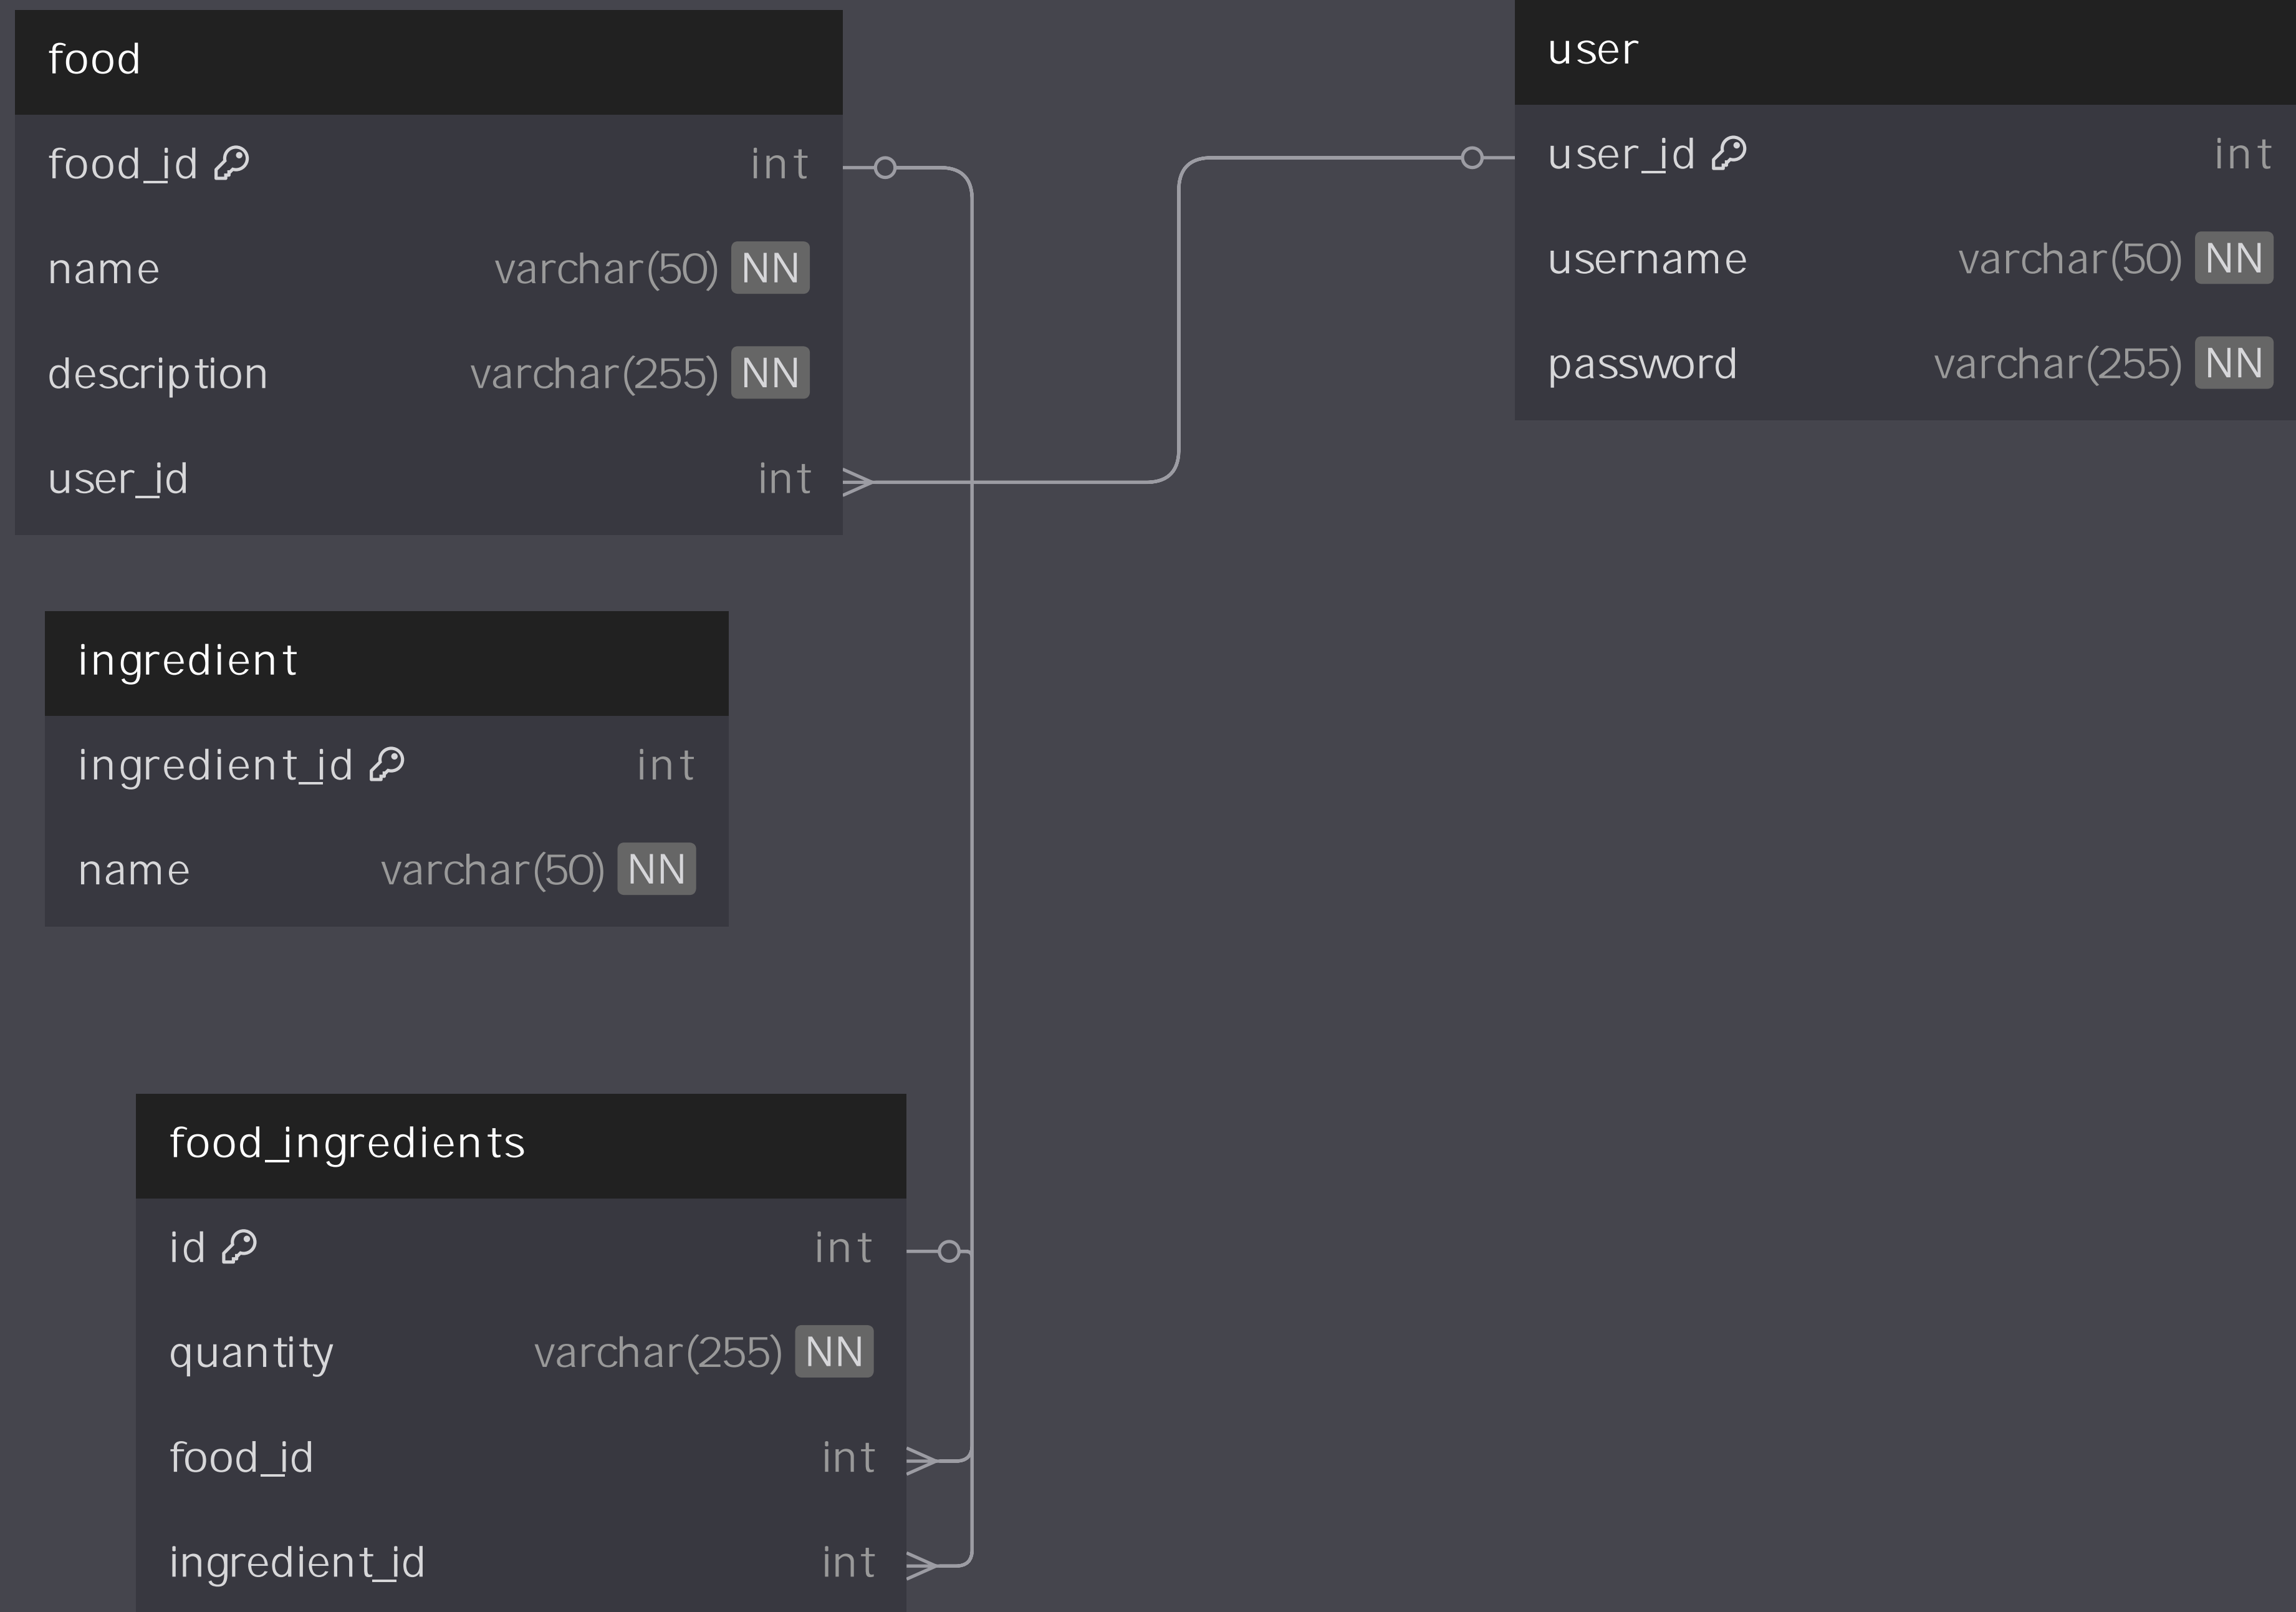 food
food_id int
name varchar(50) NN
description varchar(255) NN
user_id int
user
user_id int
username varchar(50) NN
password varchar(255) NN
ingredient
ingredient_id int
name varchar(50) NN
food_ingredients
id int
quantity varchar(255) NN
food_id int
ingredient_id int